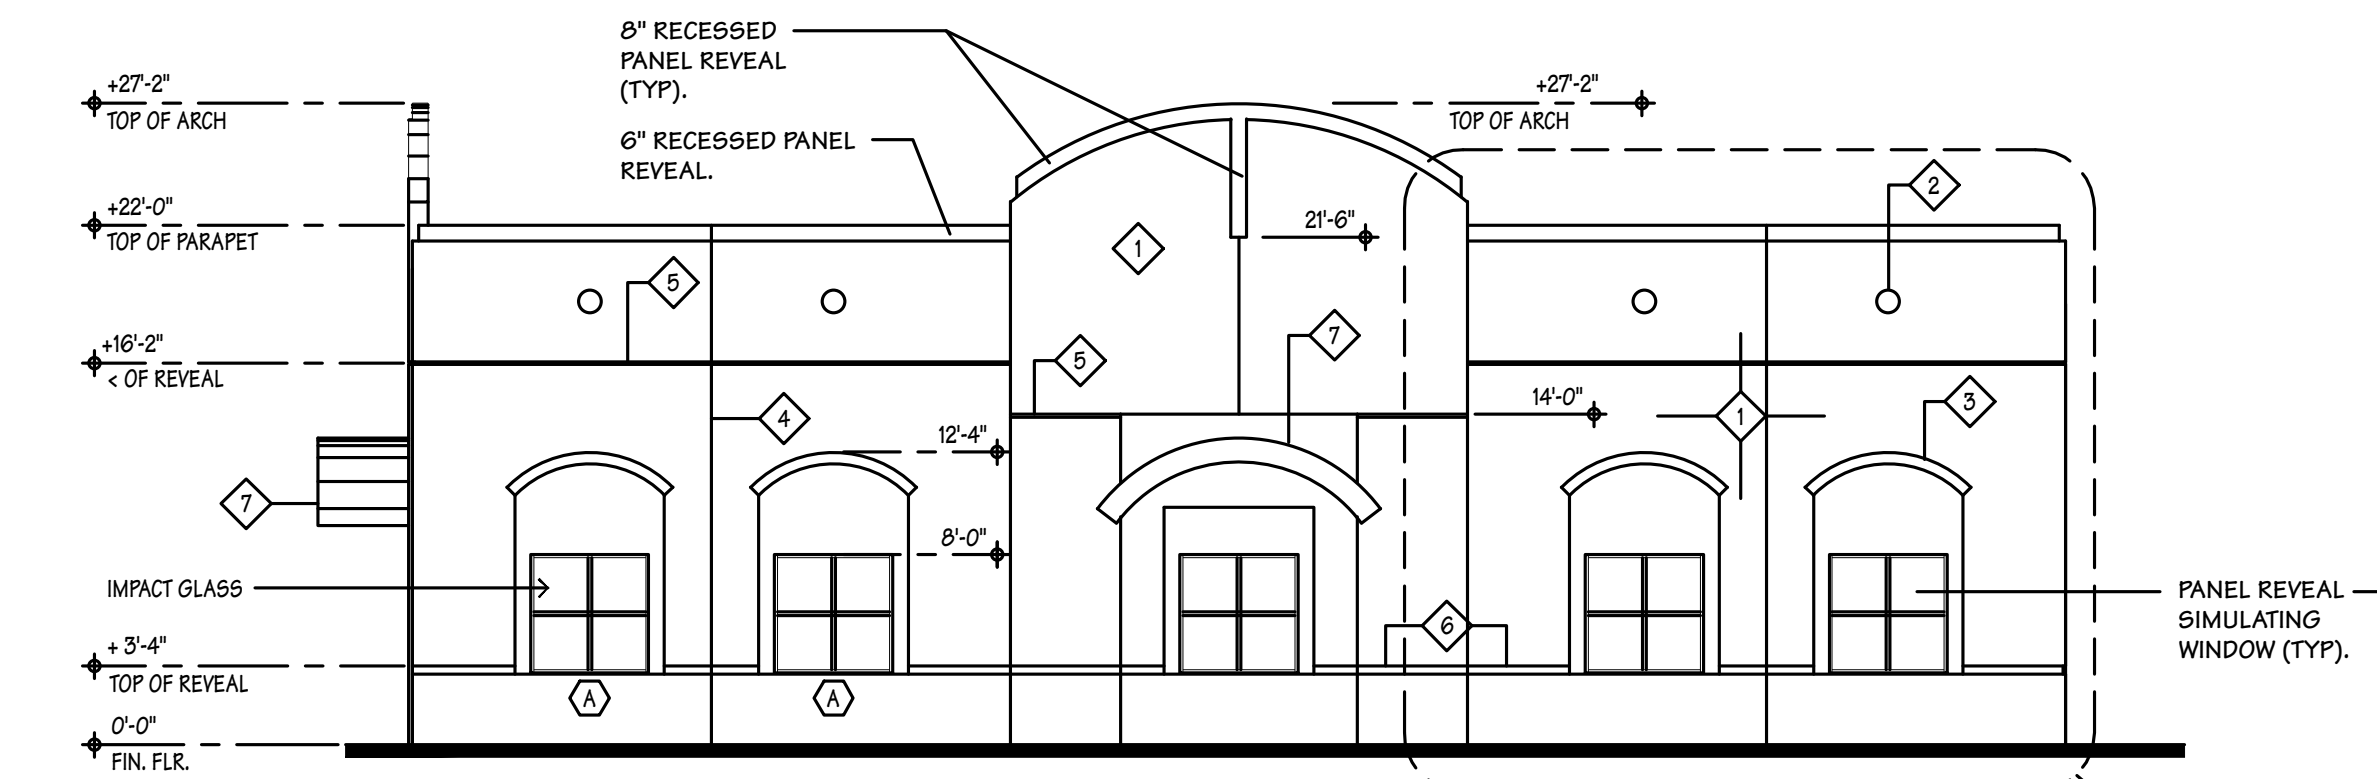 8" RECESSED
PANEL REVEAL
(TYP).
6" RECESSED PANEL
REVEAL.
+27'-2"
TOP OF ARCH
+27'-2"
TOP OF ARCH
+22'-0"
TOP OF PARAPET
2
21'-6"
1
5
7
+16'-2"
< OF REVEAL
5
14'-0"
1
3
4
12'-4"
7
8'-0"
IMPACT GLASS
PANEL REVEAL
SIMULATING
WINDOW (TYP).
6
+ 3'-4"
TOP OF REVEAL
A
A
0'-0"
FIN. FLR.